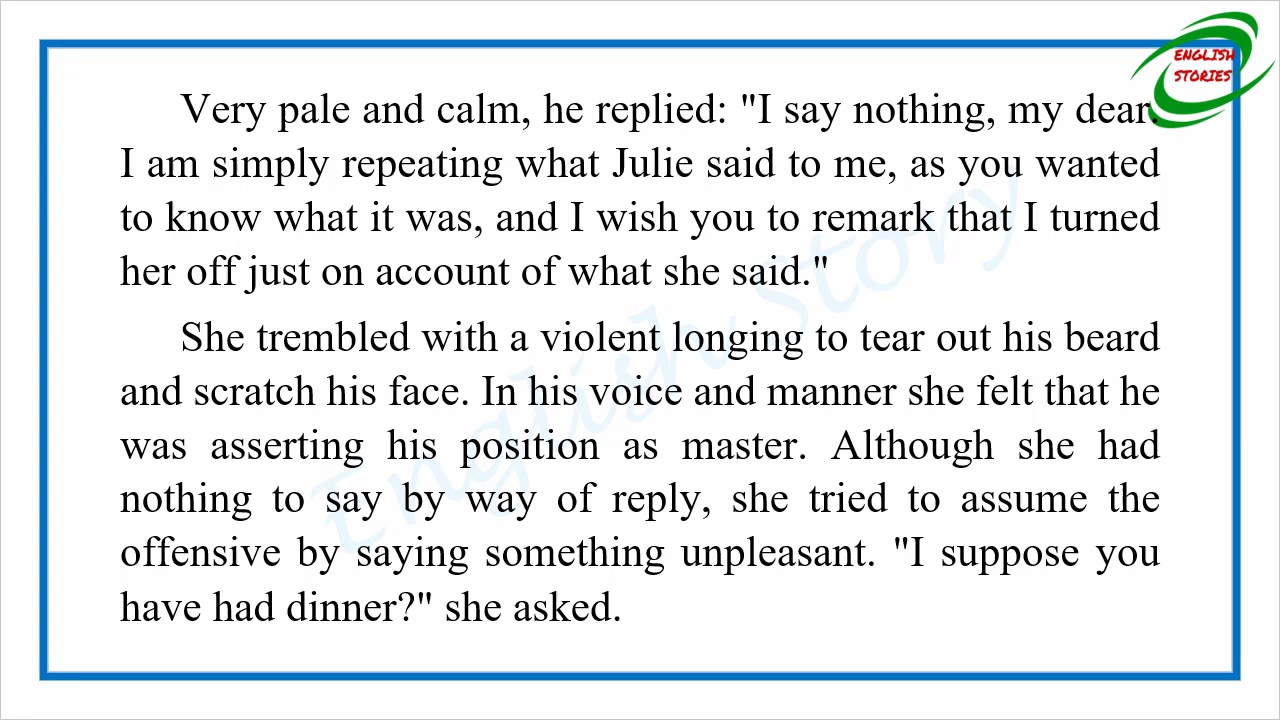 ENGLISH
STORIES
Very pale and calm, he replied: "I say nothing, my dear.
I am simply repeating what Julie said to me, as you wanted
to know what it was, and I wish you to remark that I turned
her off just on account of what she said."
She trembled with a violent longing to tear out his beard
and scratch his face. In his voice and manner she felt that he
was asserting his position as master. Although she had
nothing to say by way of reply, she tried to assume the
offensive by saying something unpleasant. "I suppose you
have had dinner?" she asked.
English Story